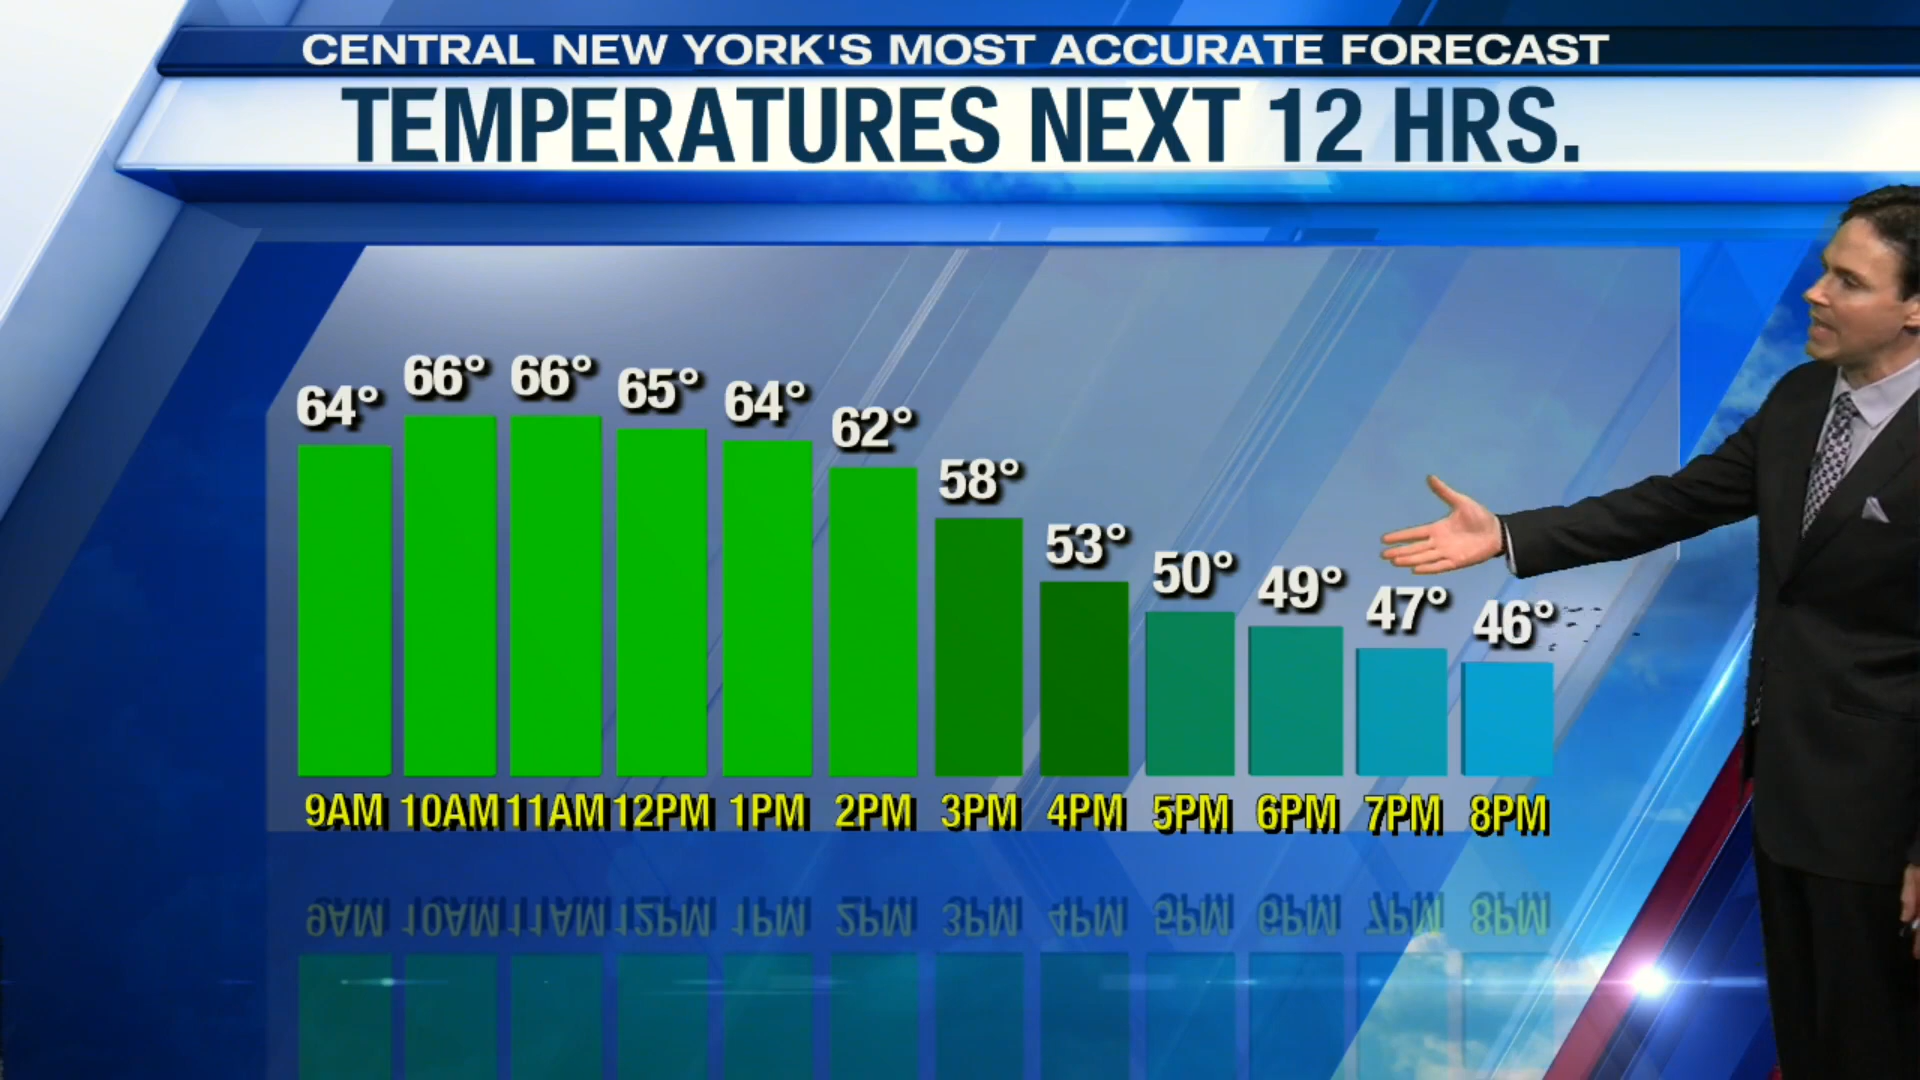 CENTRAL NEW YORK'S MOST ACCURATE FORECAST
TEMPERATURES NEXT 12 HRS.
64° 66° 66° 65° 64° 62° 58° 53° 50° 49° 47° 46°
9AM 10AM 11AM 12PM 1PM 2PM 3PM 4PM 5PM 6PM 7PM 8PM